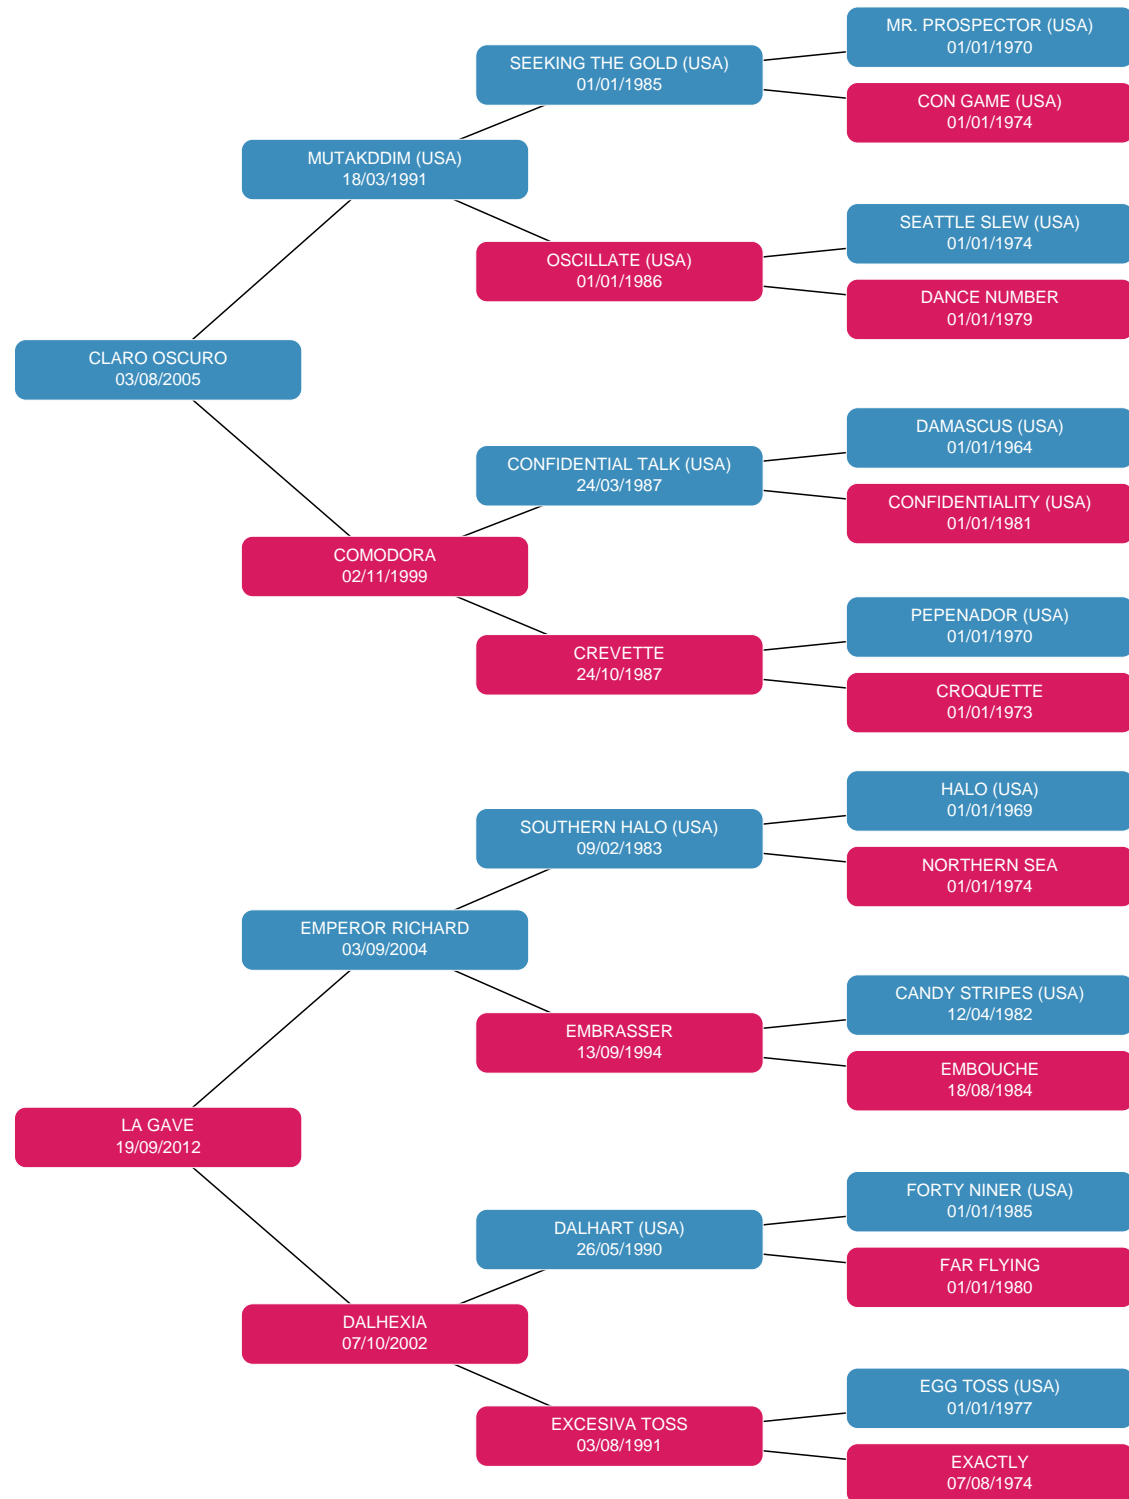 MR. PROSPECTOR (USA)
01/01/1970
SEEKING THE GOLD (USA)
01/01/1985
CON GAME (USA)
01/01/1974
MUTAKDDIM (USA)
18/03/1991
SEATTLE SLEW (USA)
01/01/1974
OSCILLATE (USA)
01/01/1986
DANCE NUMBER
01/01/1979
CLARO OSCURO
03/08/2005
DAMASCUS (USA)
01/01/1964
CONFIDENTIAL TALK (USA)
24/03/1987
CONFIDENTIALITY (USA)
01/01/1981
COMODORA
02/11/1999
PEPENADOR (USA)
01/01/1970
CREVETTE
24/10/1987
CROQUETTE
01/01/1973
HALO (USA)
01/01/1969
SOUTHERN HALO (USA)
09/02/1983
NORTHERN SEA
01/01/1974
EMPEROR RICHARD
03/09/2004
CANDY STRIPES (USA)
12/04/1982
EMBRASSER
13/09/1994
EMBOUCHE
18/08/1984
LA GAVE
19/09/2012
FORTY NINER (USA)
01/01/1985
DALHART (USA)
26/05/1990
FAR FLYING
01/01/1980
DALHEXIA
07/10/2002
EGG TOSS (USA)
01/01/1977
EXCESIVA TOSS
03/08/1991
EXACTLY
07/08/1974